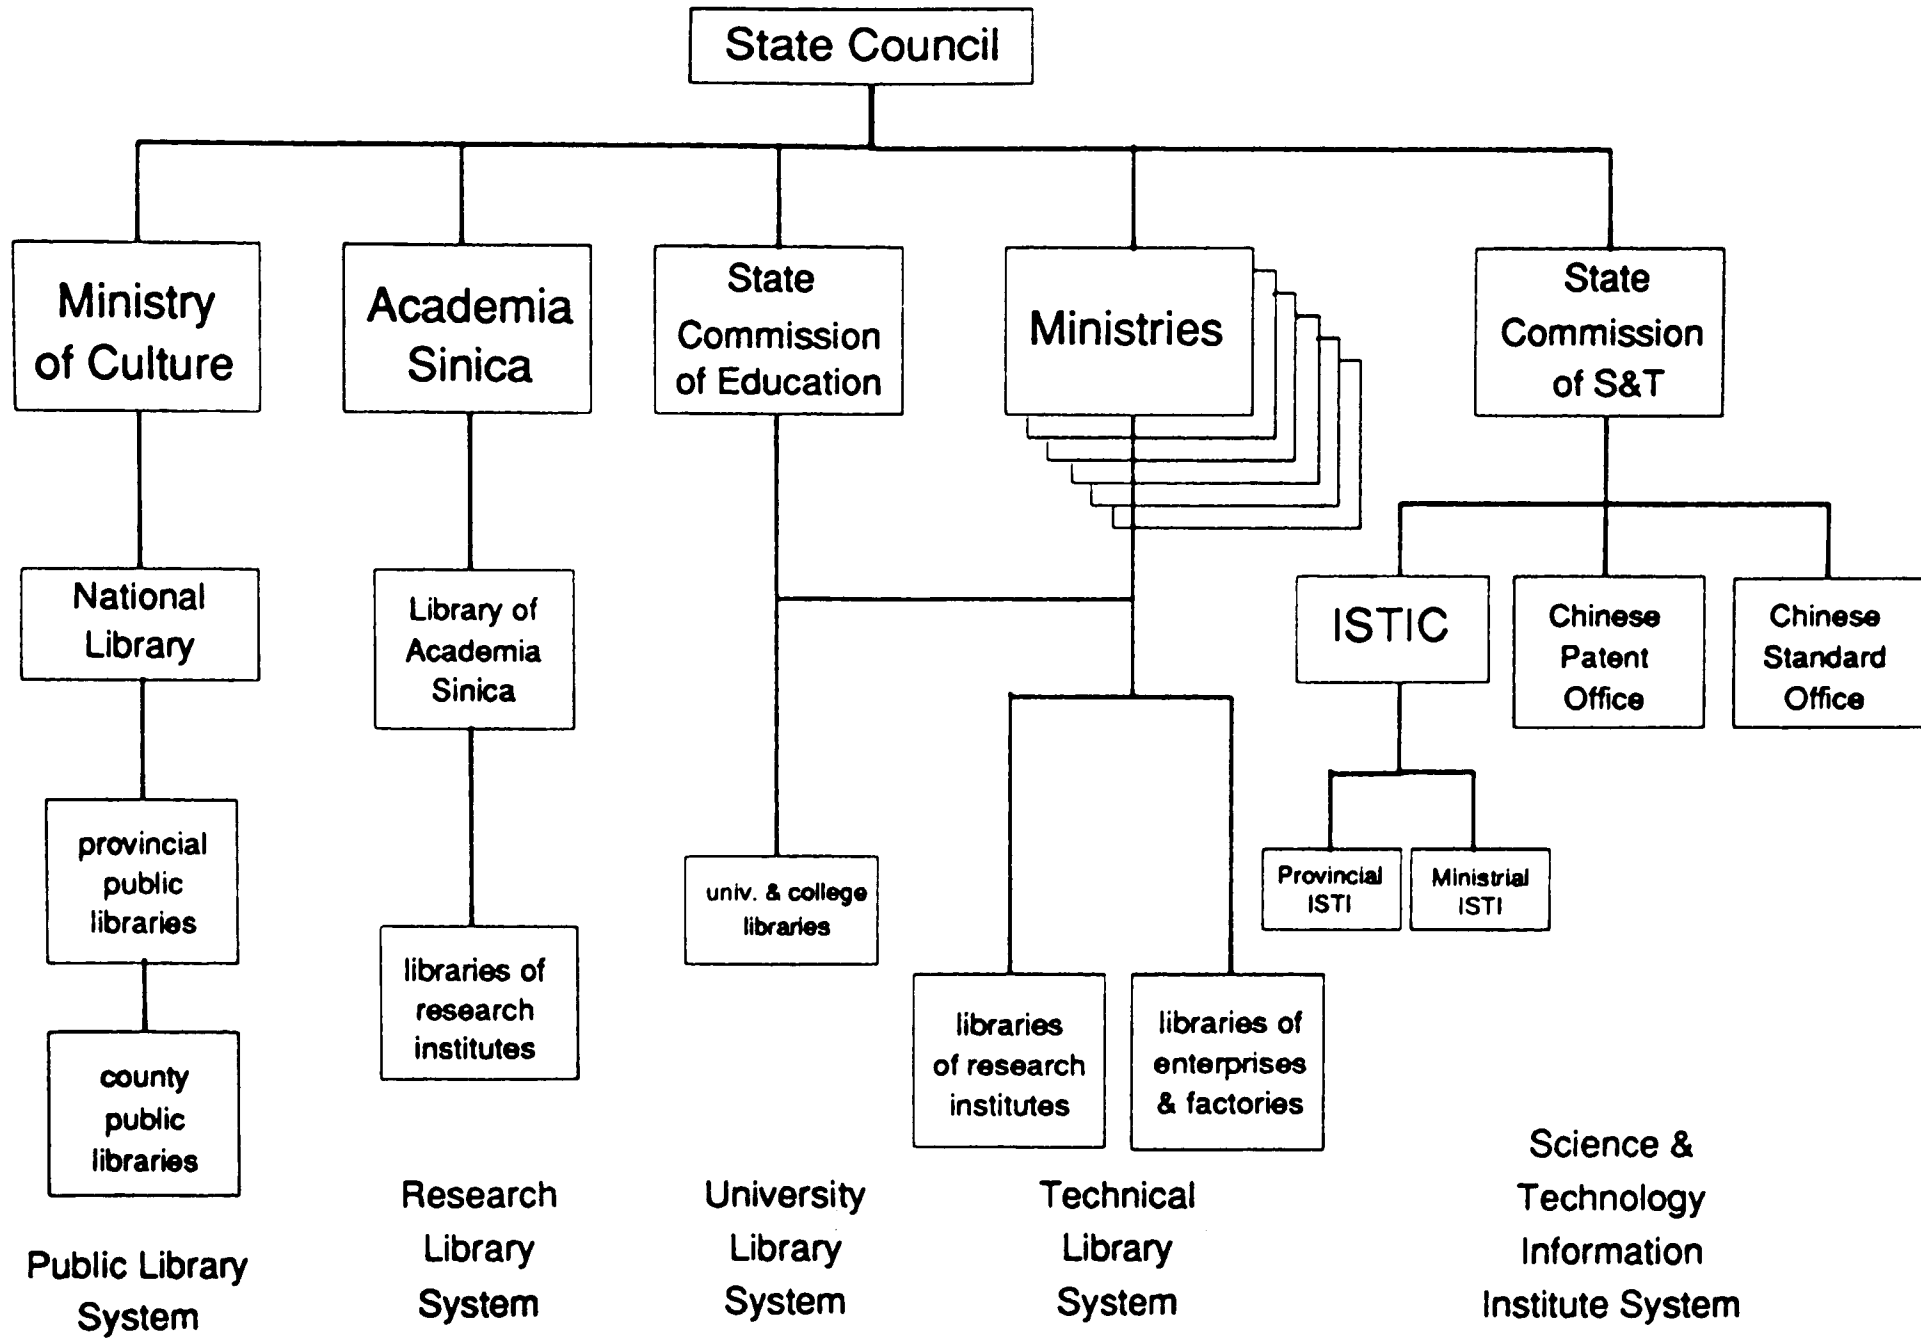 State Council
Ministry
of Culture
Academia
Sinica
State
Commission
of Education
Ministries
State
Commission
of S&T
National
Library
Library of
Academia
Sinica
ISTIC
Chinese
Patent
Office
Chinese
Standard
Office
provincial
public
libraries
univ. & college
libraries
Provincial
ISTI
Ministrial
ISTI
libraries of
research
institutes
libraries
of research
institutes
libraries of
enterprises
& factories
county
public
libraries
Public Library
System
Research
Library
System
University
Library
System
Technical
Library
System
Science &
Technology
Information
Institute System